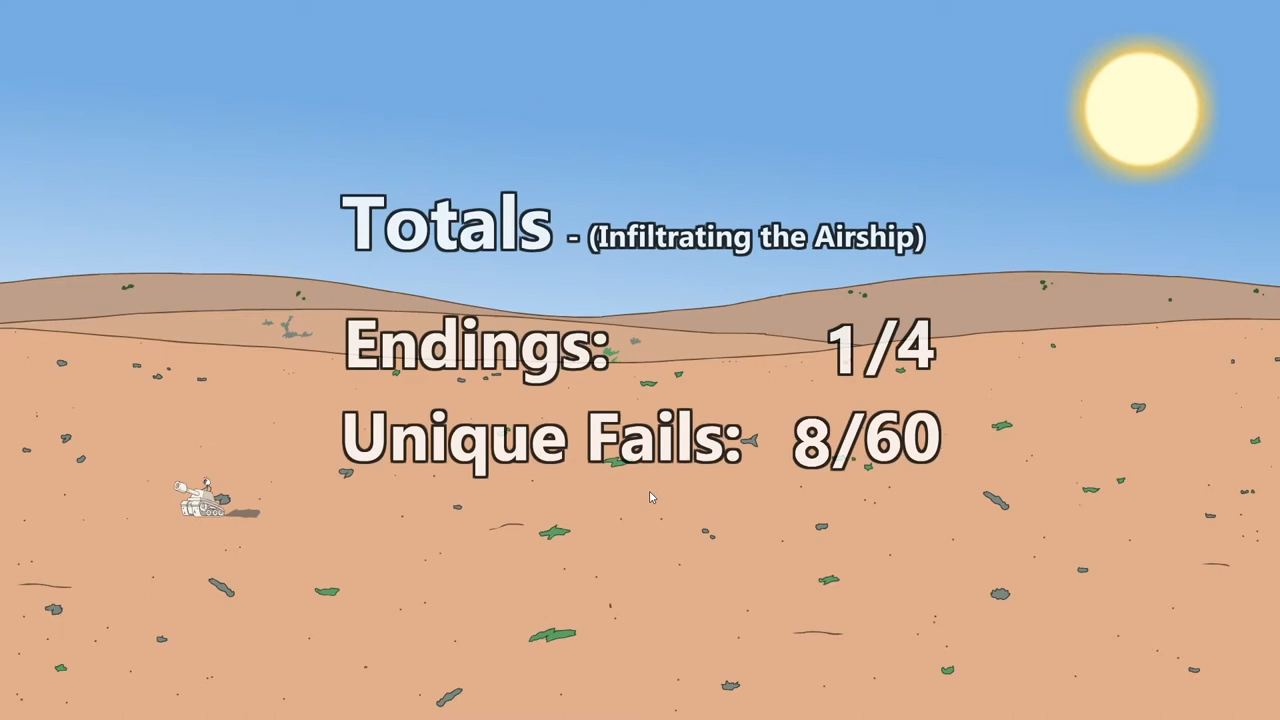 Totals - (Infiltrating the Airship)
Endings: 1/4
Unique Fails: 8/60